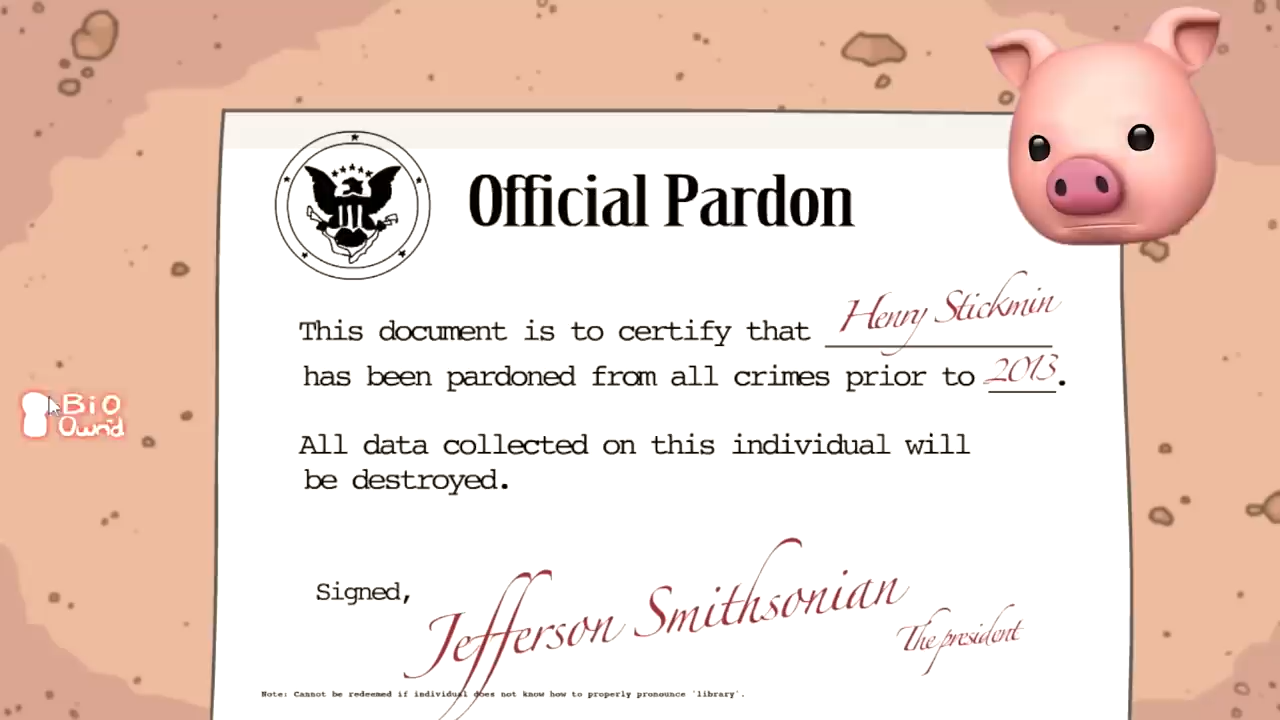 Official Pardon
This document is to certify that Henry Stickmin
has been pardoned from all crimes prior to 2013.
All data collected on this individual will
be destroyed.
Signed,
Jefferson Smithsonian
The president
Note: Cannot be redeemed if individual does not know how to properly pronounce 'library'.
BiO
Ownd